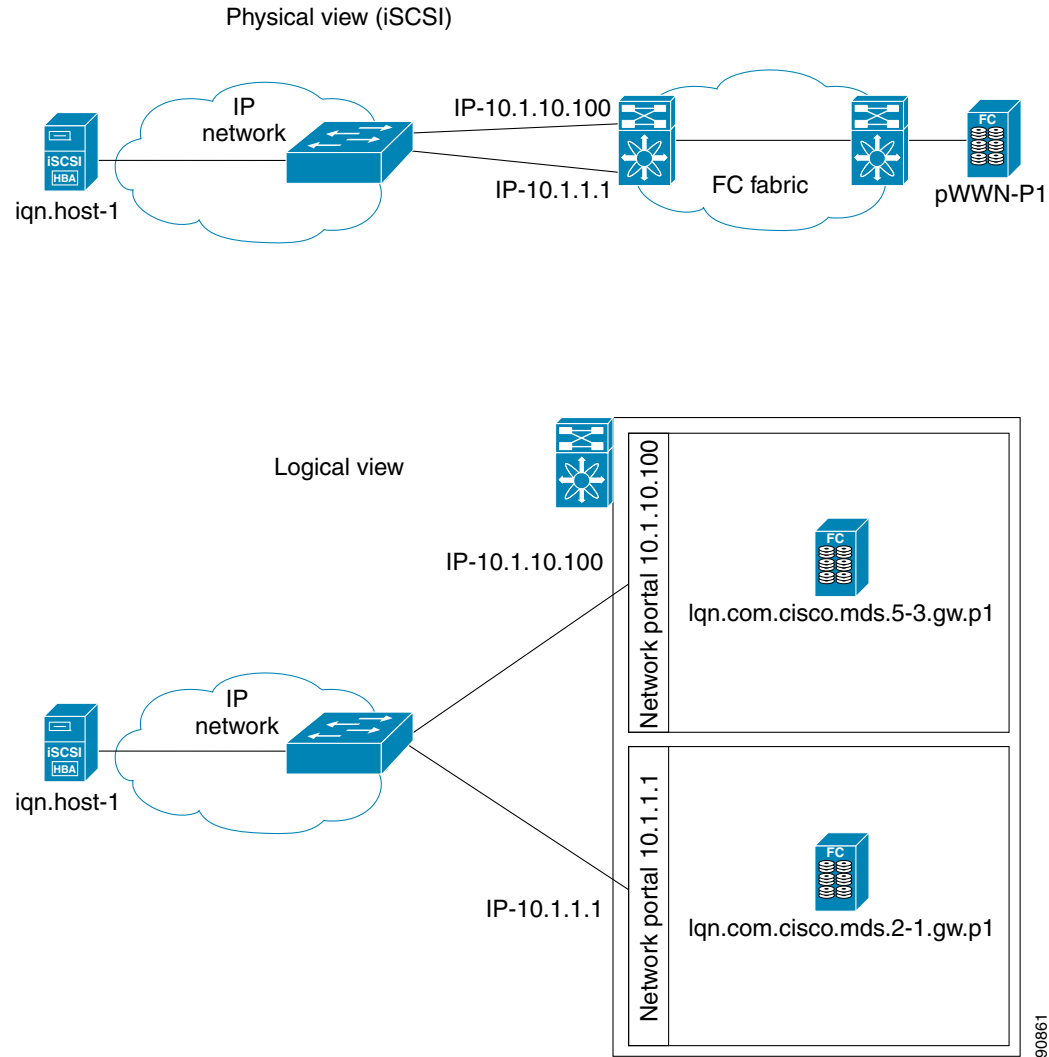 Physical view (iSCSI)
IP
network
IP-10.1.10.100
IP-10.1.1.1
iSCSI
HBA
iqn.host-1
FC fabric
FC
pWWN-P1
Logical view
IP-10.1.10.100
Network portal 10.1.10.100
FC
lqn.com.cisco.mds.5-3.gw.p1
IP
network
iSCSI
HBA
iqn.host-1
IP-10.1.1.1
Network portal 10.1.1.1
FC
lqn.com.cisco.mds.2-1.gw.p1
90861